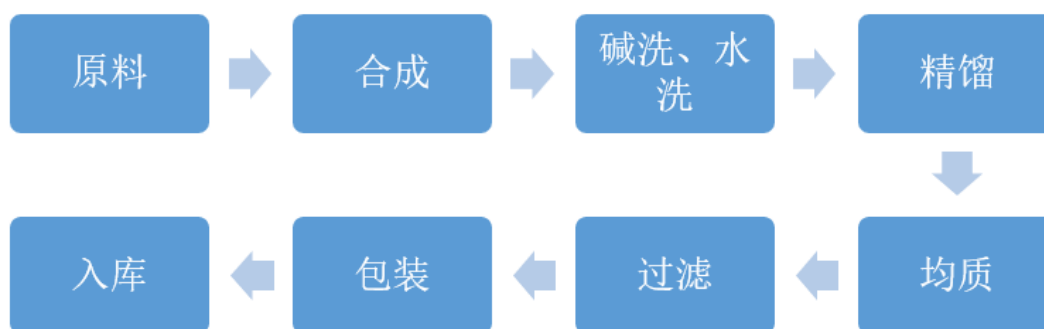 原料
合成
碱洗、水
洗
精馏
入库
包装
过滤
均质